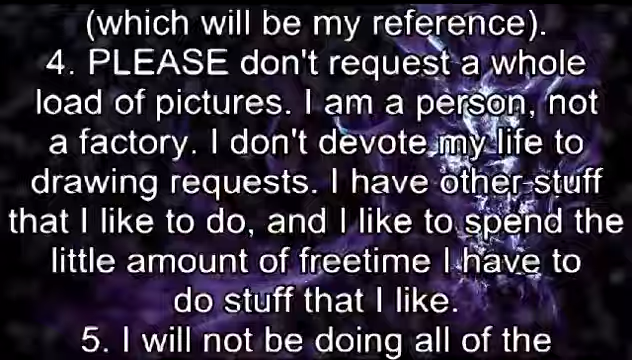 (which will be my reference).
4. PLEASE don't request a whole
load of pictures. I am a person, not
a factory. I don't devote my life to
drawing requests. I have other stuff
that I like to do, and I like to spend the
little amount of freetime I have to
do stuff that I like.
5. I will not be doing all of the